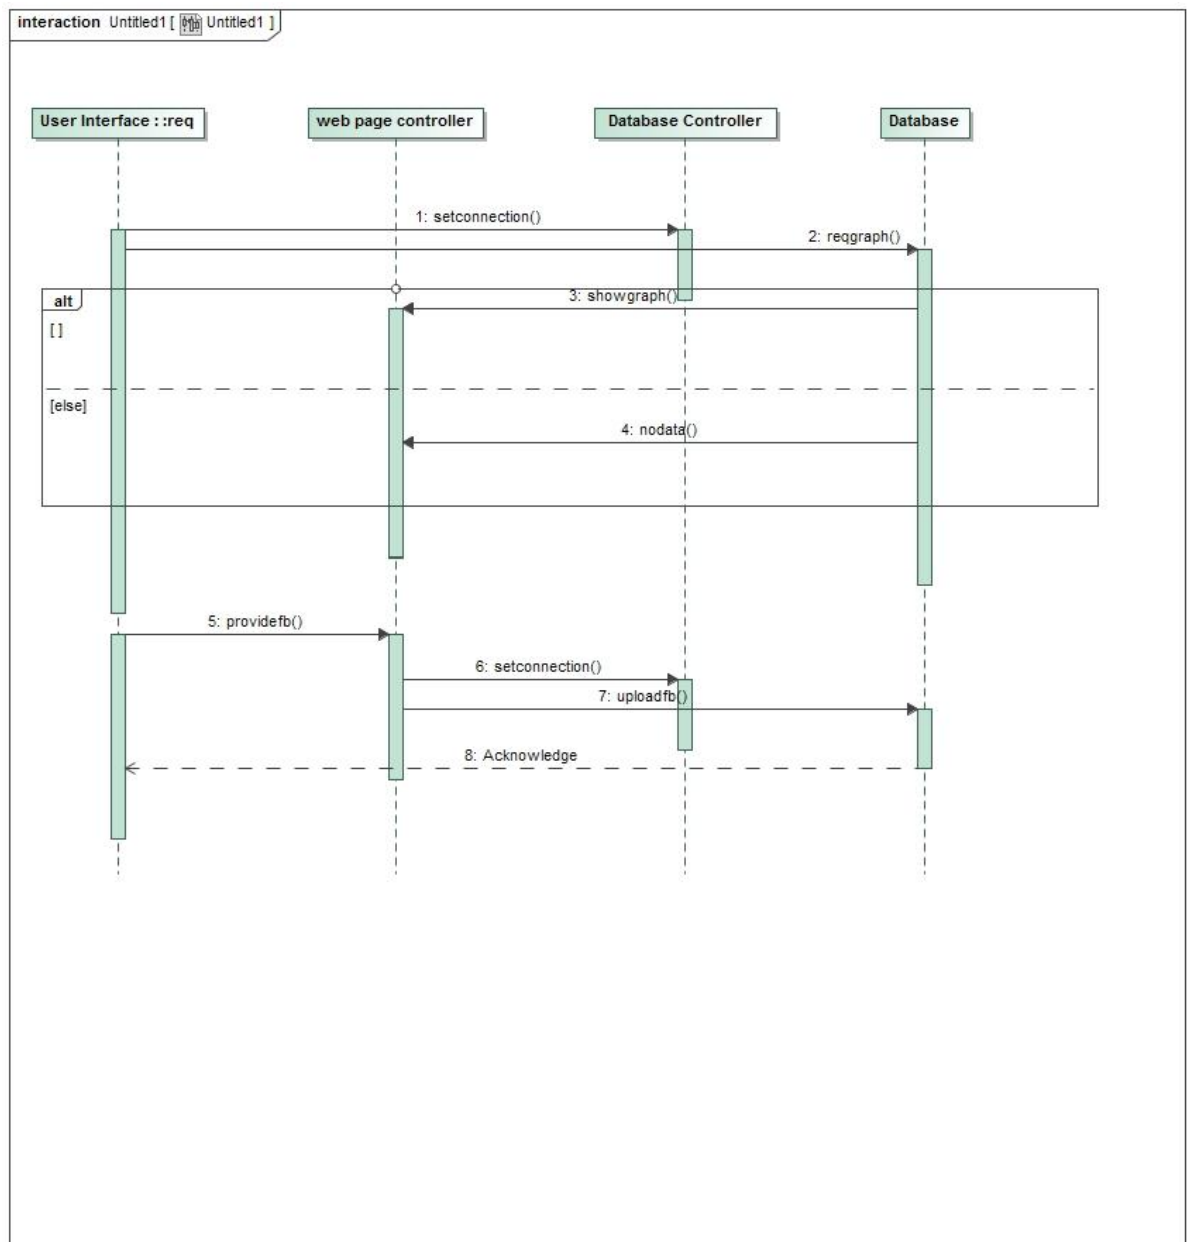 interaction Untitled1 [ Untitled1 ]
User Interface : :req
web page controller
Database Controller
Database
1: setconnection()
2: reqgraph()
alt
3: showgraph()
[ ]
[else]
4: nodata()
5: providefb()
6: setconnection()
7: uploadfb()
8: Acknowledge